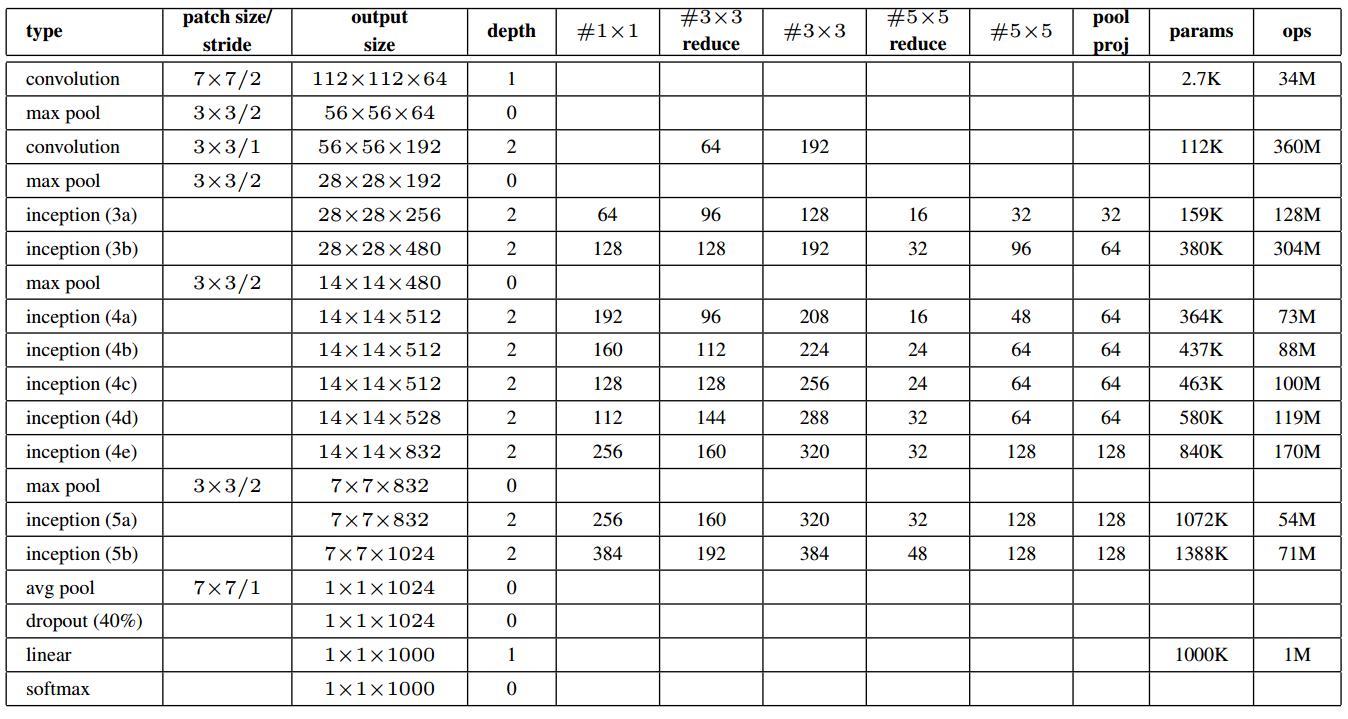 type patch size/ stride output size depth #1×1 #3×3 reduce #3×3 #5×5 reduce #5×5 pool proj params ops
convolution 7×7/2 112×112×64 1 2.7K 34M
max pool 3×3/2 56×56×64 0
convolution 3×3/1 56×56×192 2 64 192 112K 360M
max pool 3×3/2 28×28×192 0
inception (3a) 28×28×256 2 64 96 128 16 32 32 159K 128M
inception (3b) 28×28×480 2 128 128 192 32 96 64 380K 304M
max pool 3×3/2 14×14×480 0
inception (4a) 14×14×512 2 192 96 208 16 48 64 364K 73M
inception (4b) 14×14×512 2 160 112 224 24 64 64 437K 88M
inception (4c) 14×14×512 2 128 128 256 24 64 64 463K 100M
inception (4d) 14×14×528 2 112 144 288 32 64 64 580K 119M
inception (4e) 14×14×832 2 256 160 320 32 128 128 840K 170M
max pool 3×3/2 7×7×832 0
inception (5a) 7×7×832 2 256 160 320 32 128 128 1072K 54M
inception (5b) 7×7×1024 2 384 192 384 48 128 128 1388K 71M
avg pool 7×7/1 1×1×1024 0
dropout (40%) 1×1×1024 0
linear 1×1×1000 1 1000K 1M
softmax 1×1×1000 0